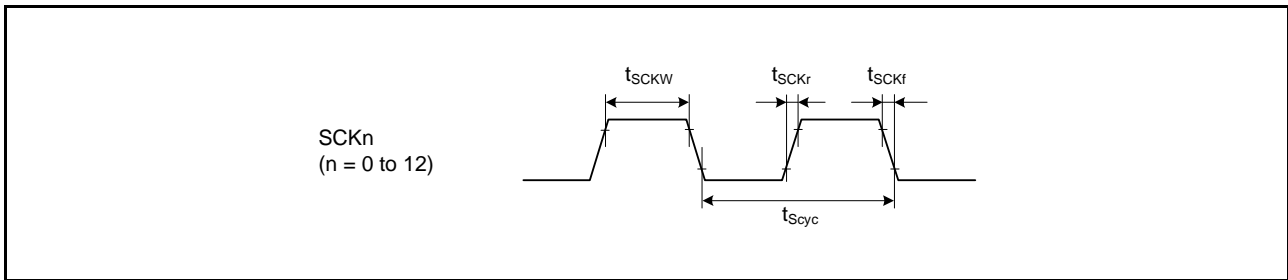 tSCKW
tSCKr
tSCKf
SCKn
(n = 0 to 12)
tScyc